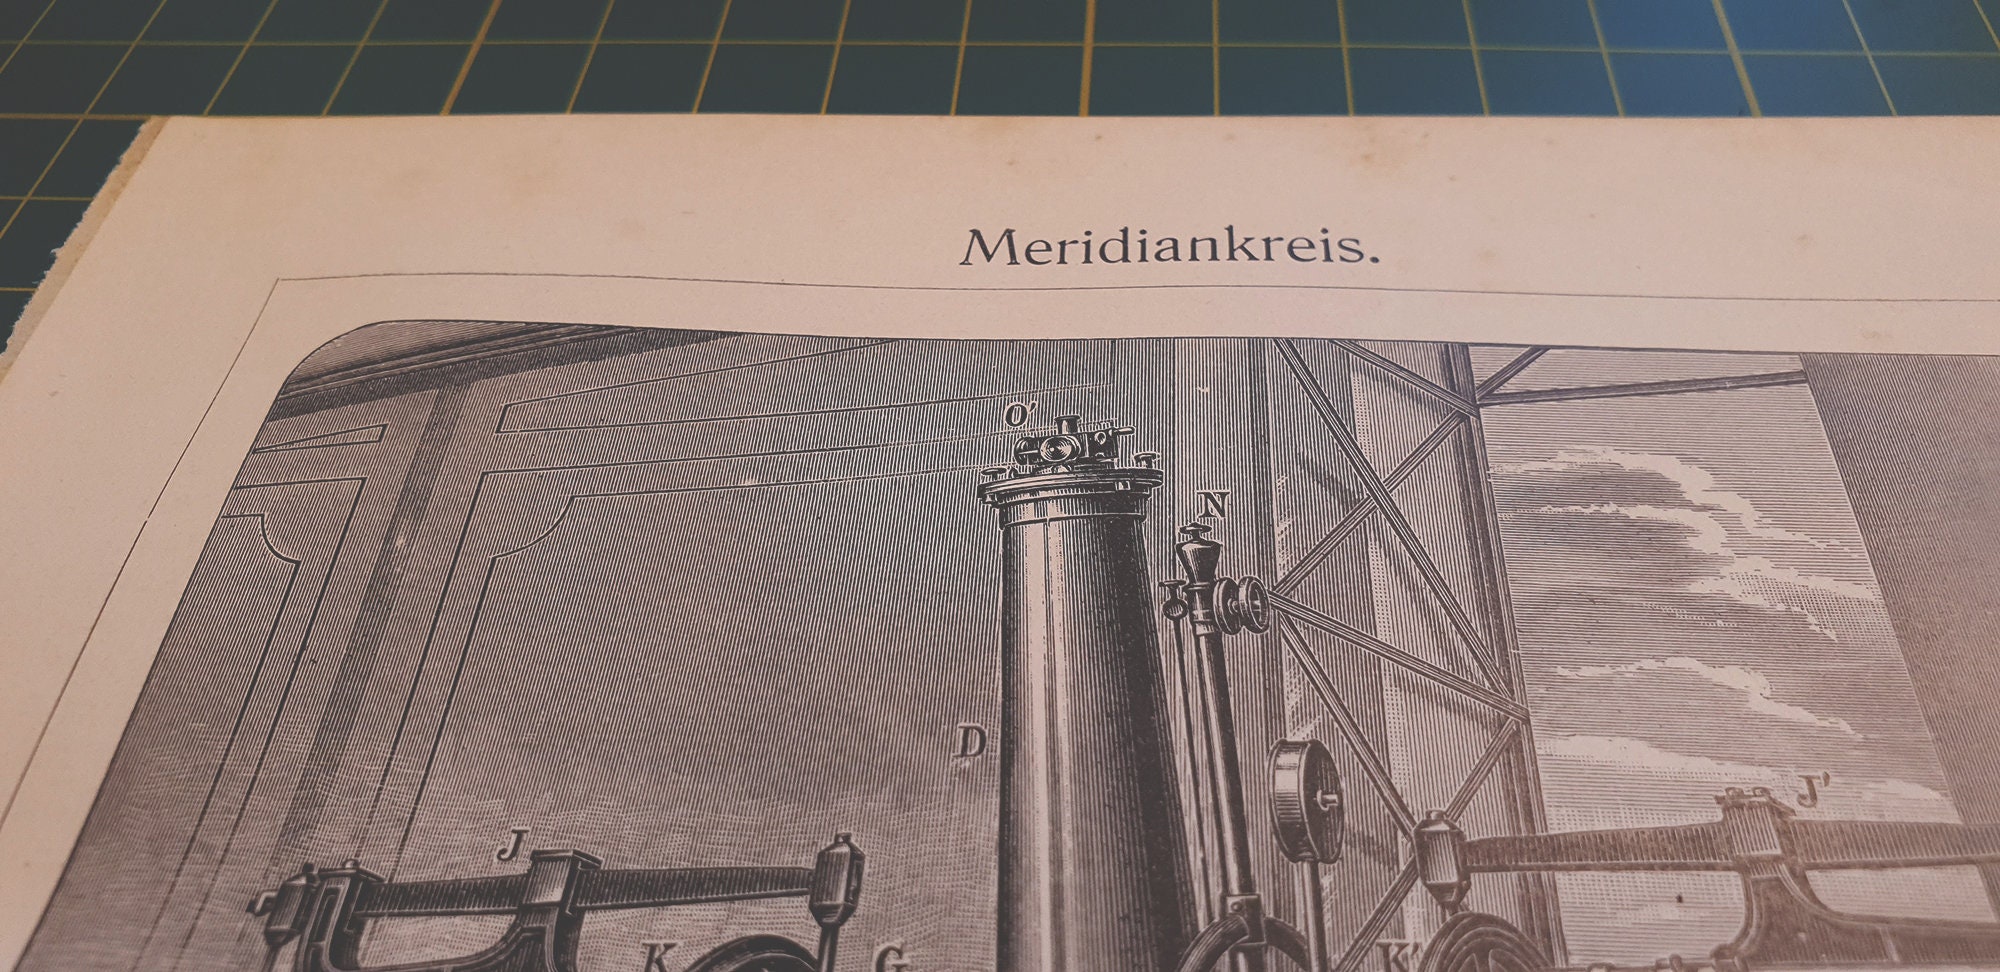 Meridiankreis.
O'
N
D
J'
J
K
G
K'